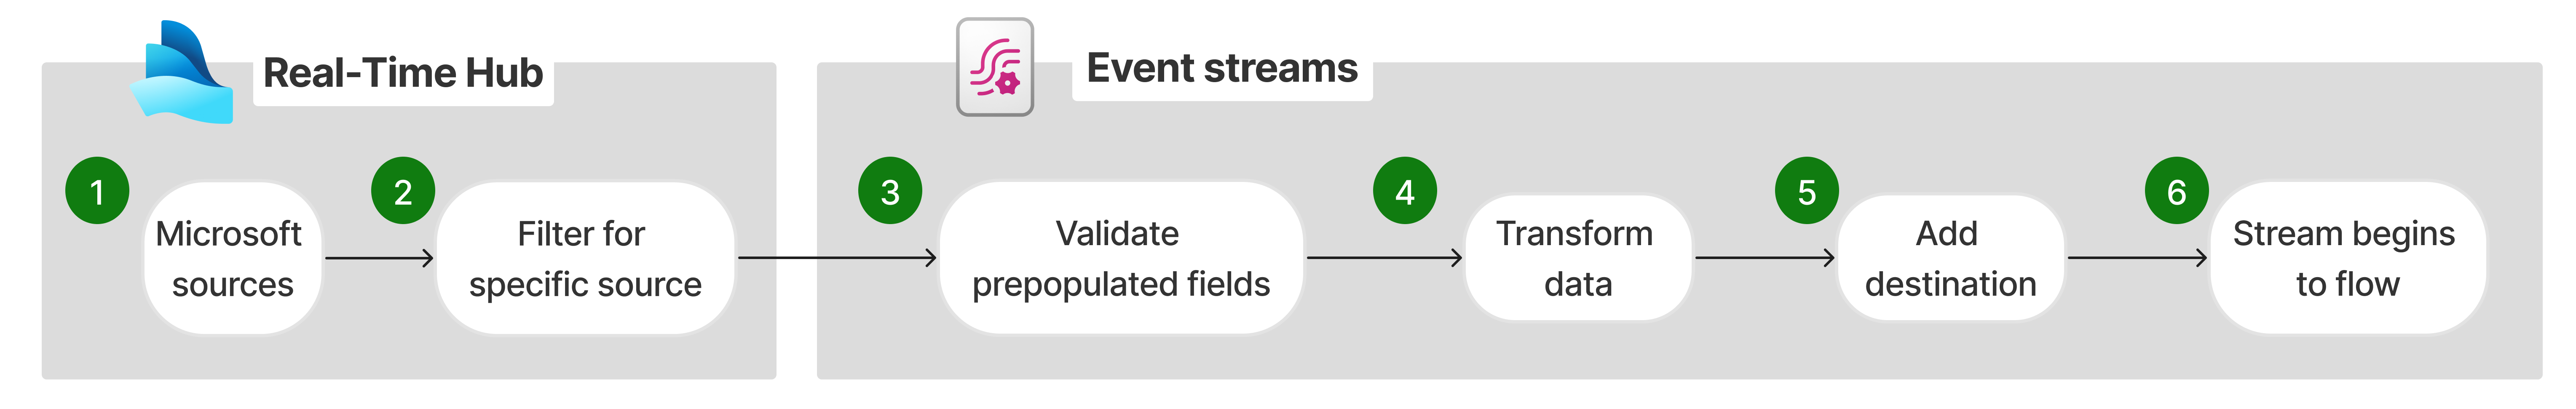 Real-Time Hub
Event streams
1
Microsoft
sources
2
Filter for
specific source
3
Validate
prepopulated fields
4
Transform
data
5
Add
destination
6
Stream begins
to flow